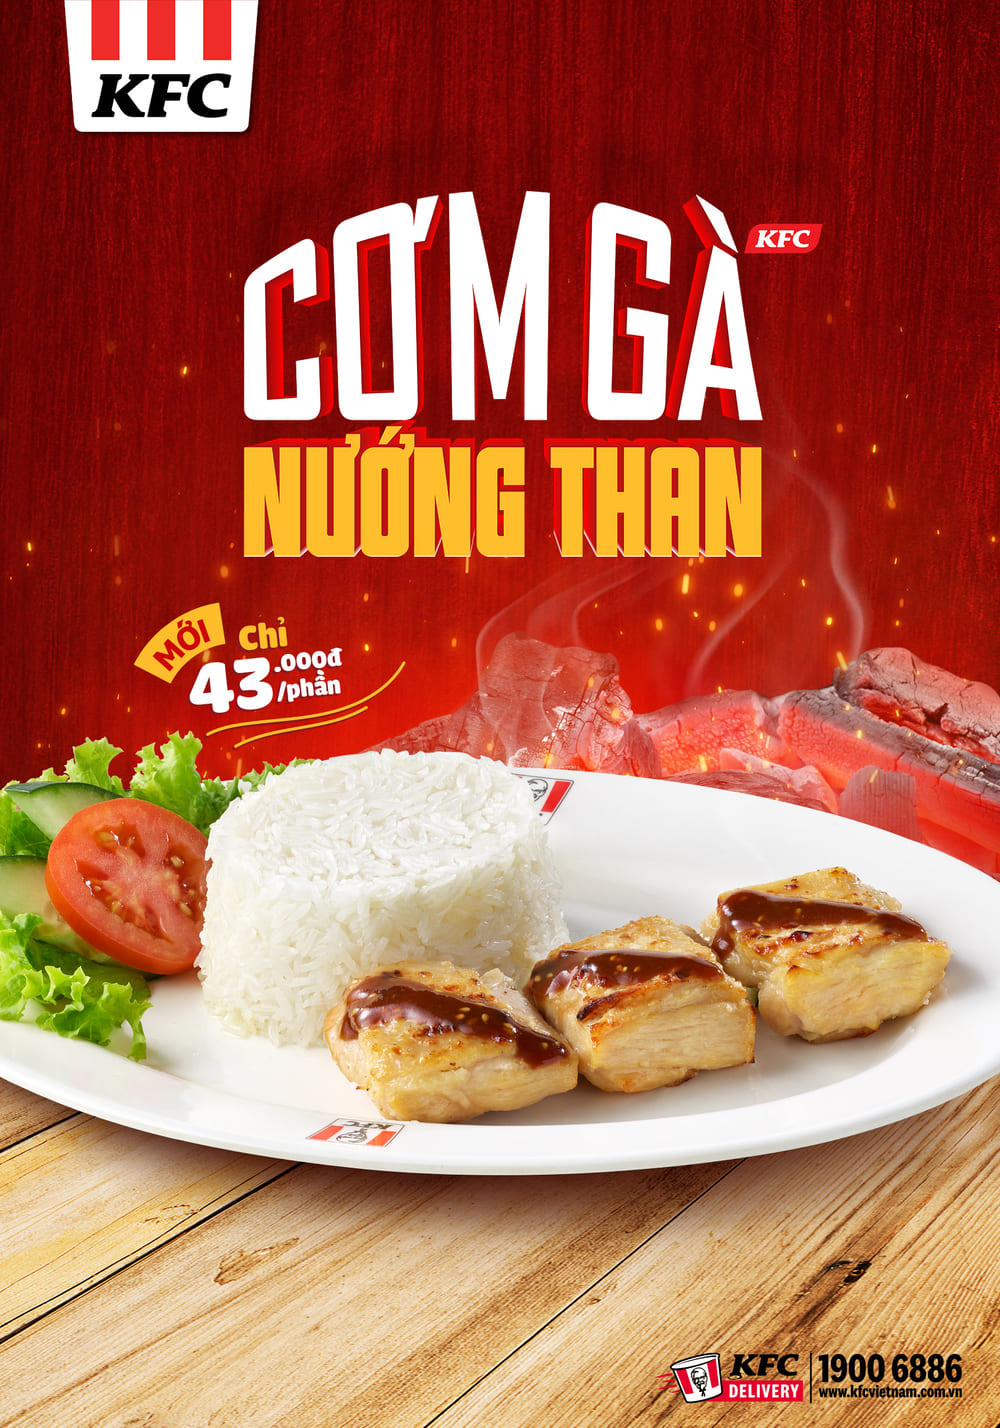 KFC
CƠM GÀ
KFC
NƯỚNG THAN
MỚI
Chỉ
43.000đ
/phần
KFC
KFC
DELIVERY
1900 6886
www.kfcvietnam.com.vn